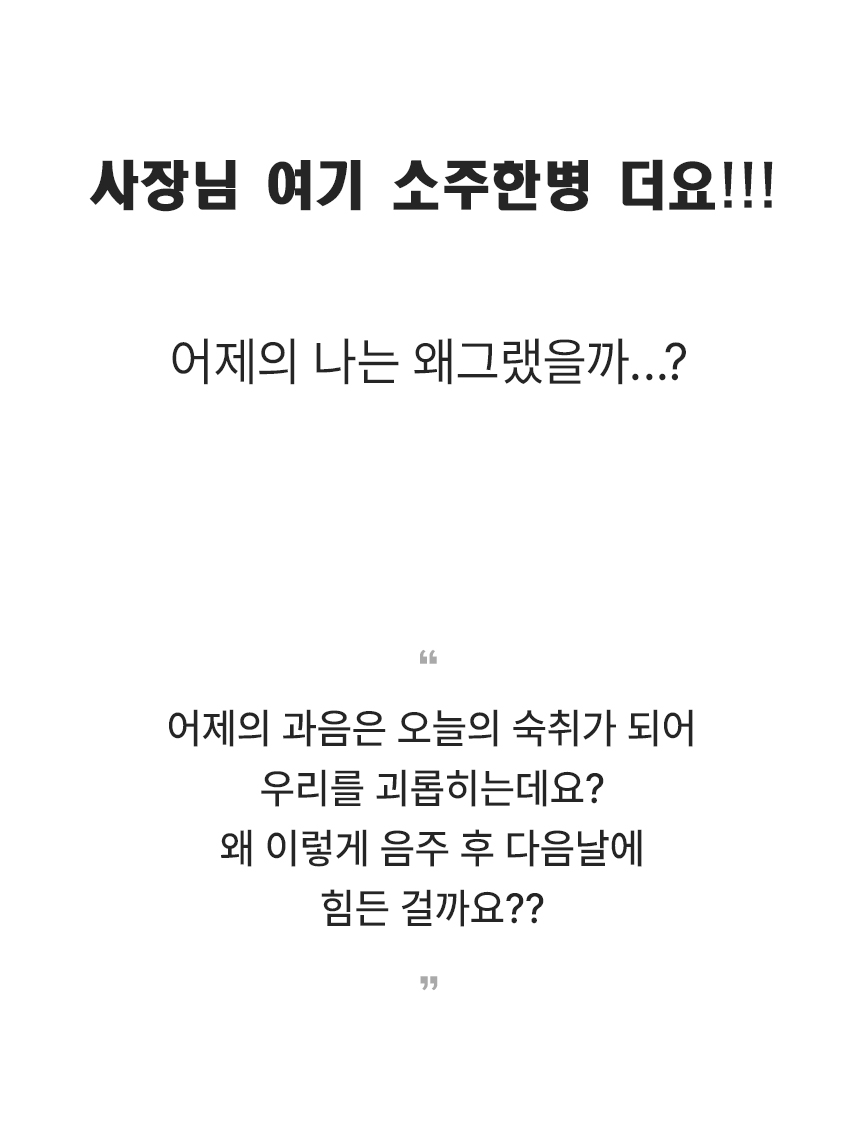 사장님 여기 소주한병 더요!!!
어제의 나는 왜그랬을까...?
“
어제의 과음은 오늘의 숙취가 되어
우리를 괴롭히는데요?
왜 이렇게 음주 후 다음날에
힘든 걸까요??
”